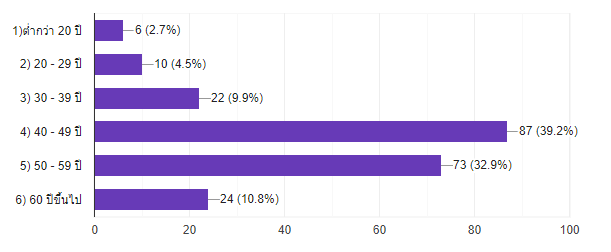 1)ต่ำกว่า 20 ปี 6 (2.7%)
2) 20 - 29 ปี 10 (4.5%)
3) 30 - 39 ปี 22 (9.9%)
4) 40 - 49 ปี 87 (39.2%)
5) 50 - 59 ปี 73 (32.9%)
6) 60 ปีขึ้นไป 24 (10.8%)
0 20 40 60 80 100